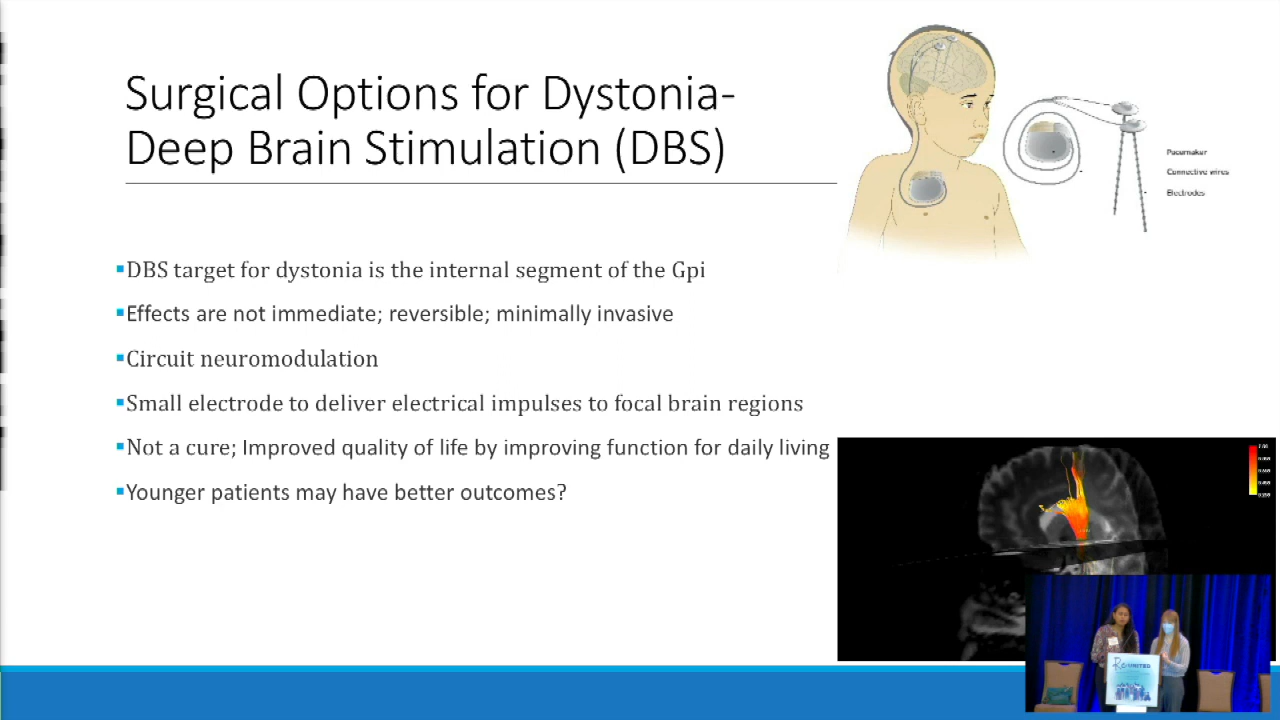 Surgical Options for Dystonia-
Deep Brain Stimulation (DBS)
Pacemaker
Connective wires
Electrodes
▪DBS target for dystonia is the internal segment of the Gpi
▪Effects are not immediate; reversible; minimally invasive
▪Circuit neuromodulation
▪Small electrode to deliver electrical impulses to focal brain regions
▪Not a cure; Improved quality of life by improving function for daily living
▪Younger patients may have better outcomes?
Re-UNITED